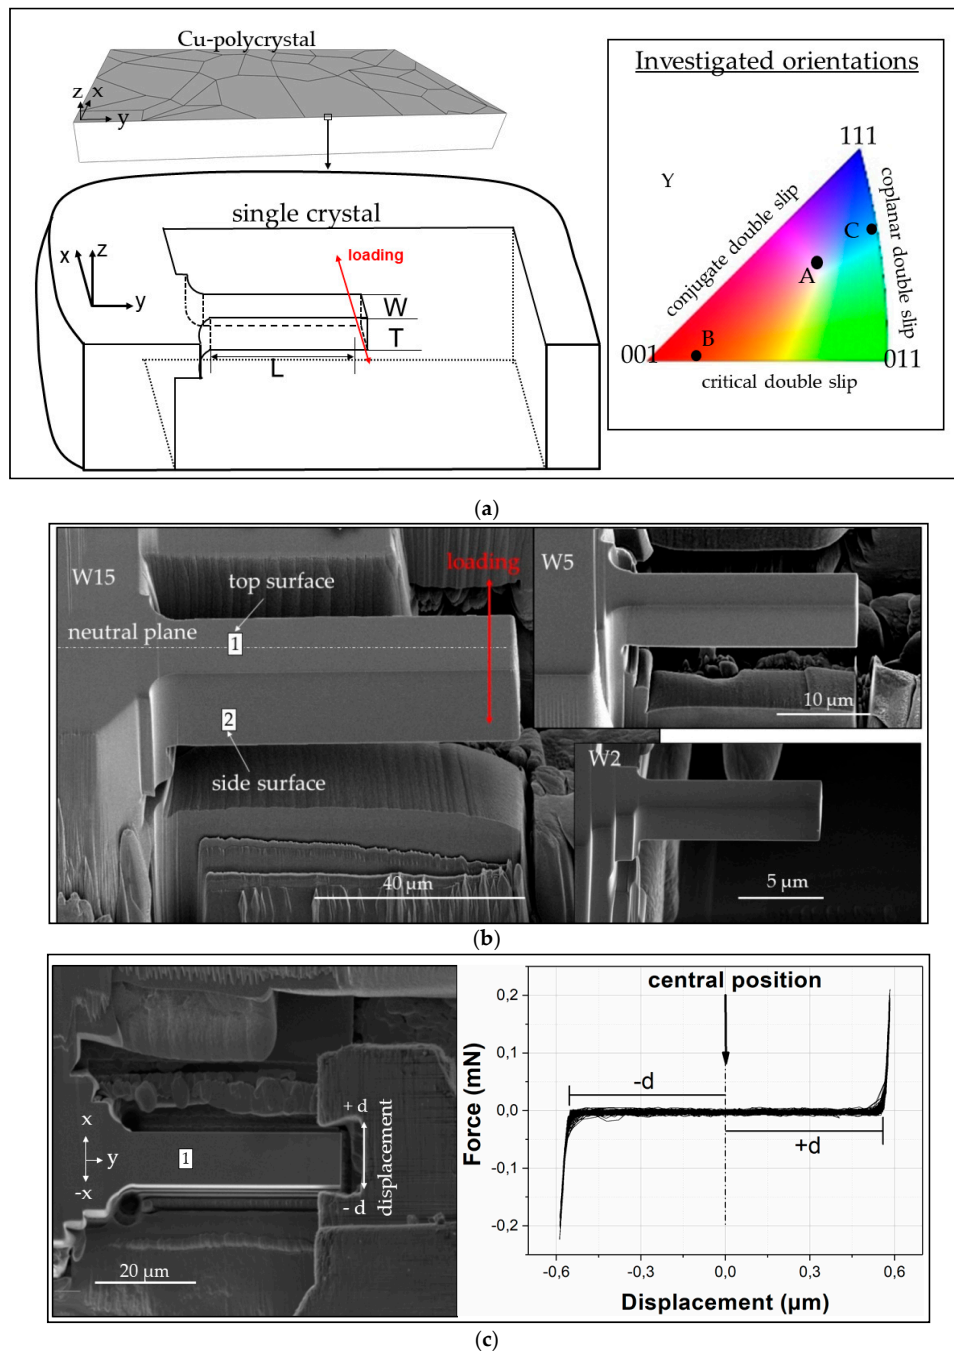 Cu-polycrystal
z
x
y
single crystal
loading
x
z
y
W
T
L
Investigated orientations
111
Y
conjugate double slip
coplanar double slip
C
A
B
001
011
critical double slip
(a)
W15
top surface
loading
neutral plane
1
2
side surface
40 µm
W5
10 µm
W2
5 µm
(b)
x
y
-x
1
+ d
displacement
- d
20 µm
central position
0,2
0,1
0,0
-0,1
-0,2
Force (mN)
-d
+d
-0,6
-0,3
0,0
0,3
0,6
Displacement (µm)
(c)